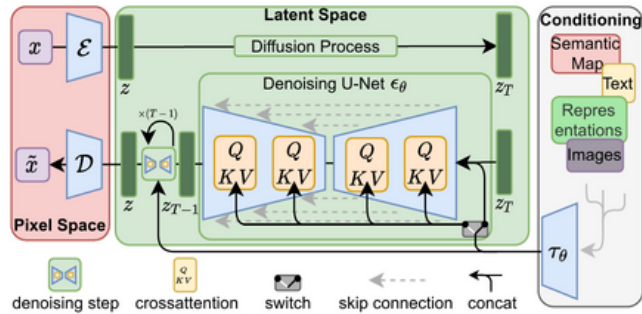 Latent Space
Conditioning
x
ℰ
Diffusion Process
Semantic
Map
z
z_T
Text
Denoising U-Net ϵ_θ
Repres
entations
×(T−1)
Images
Q
K,V
Q
K,V
Q
K,V
Q
K,V
x̃
𝒟
z
z_{T−1}
z_T
Pixel Space
τ_θ
Q
KV
denoising step
crossattention
switch
skip connection
concat